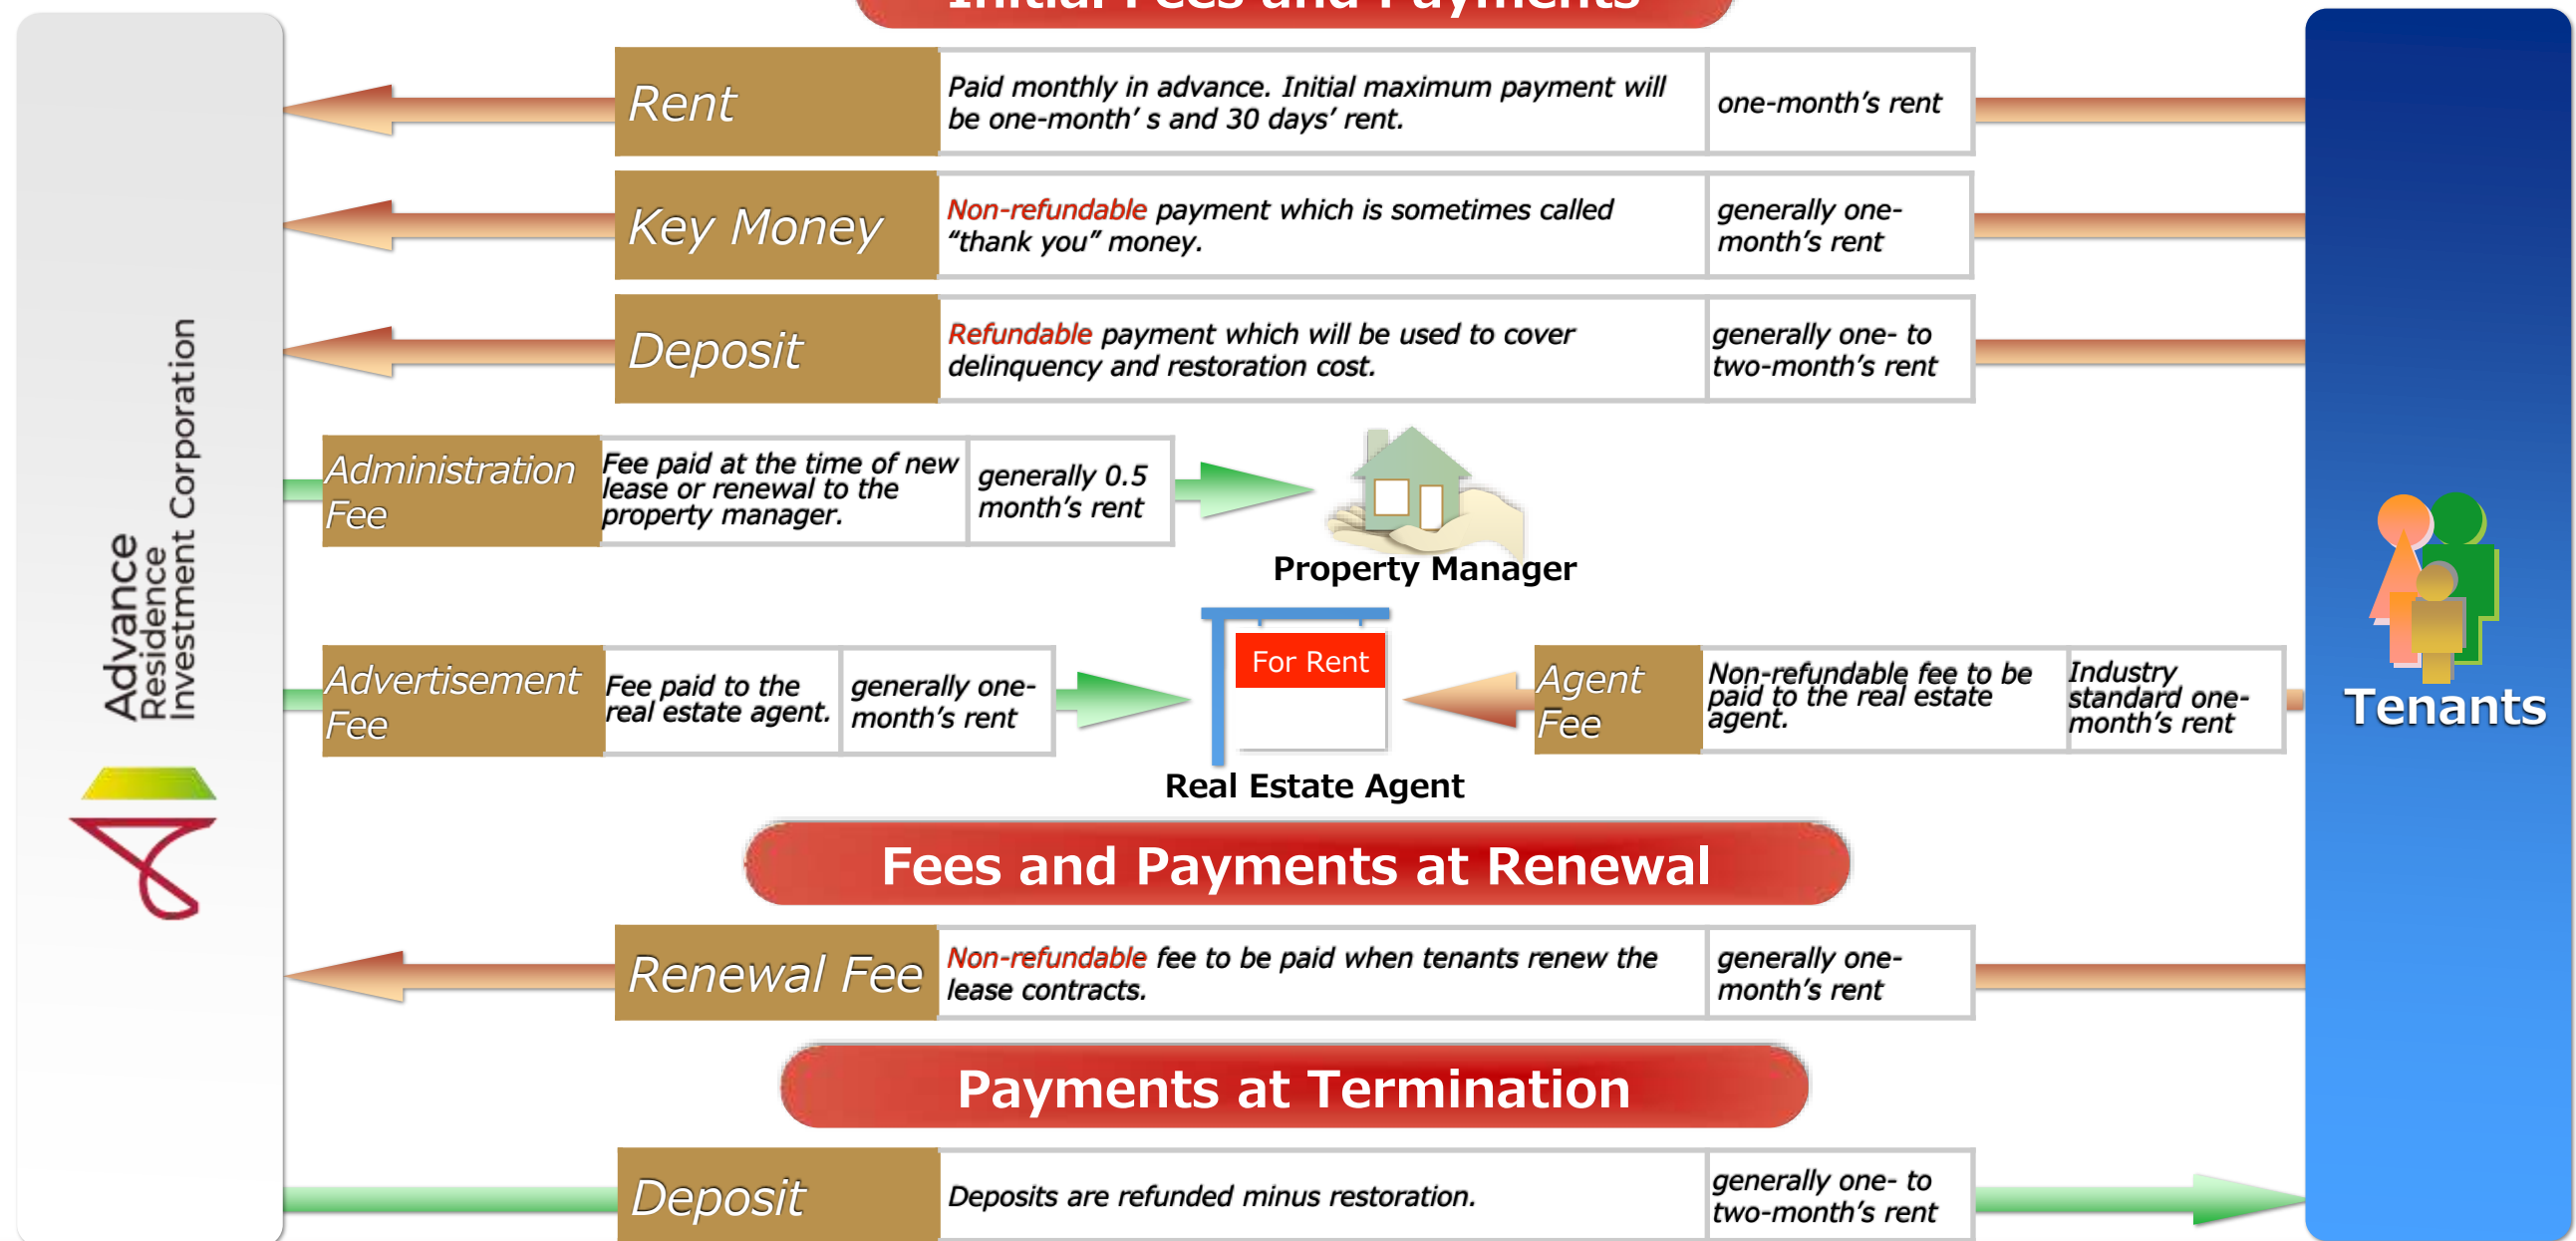 Initial Fees and Payments
Rent
Paid monthly in advance. Initial maximum payment will
be one-month' s and 30 days' rent.
one-month's rent
Key Money
Non-refundable payment which is sometimes called
"thank you" money.
generally one-
month's rent
Deposit
Refundable payment which will be used to cover
delinquency and restoration cost.
generally one- to
two-month's rent
Advance
Residence
Investment Corporation
Administration
Fee
Fee paid at the time of new
lease or renewal to the
property manager.
generally 0.5
month's rent
Property Manager
Advertisement
Fee
Fee paid to the
real estate agent.
generally one-
month's rent
For Rent
Real Estate Agent
Agent
Fee
Non-refundable fee to be
paid to the real estate
agent.
Industry
standard one-
month's rent
Tenants
Fees and Payments at Renewal
Renewal Fee
Non-refundable fee to be paid when tenants renew the
lease contracts.
generally one-
month's rent
Payments at Termination
Deposit
Deposits are refunded minus restoration.
generally one- to
two-month's rent